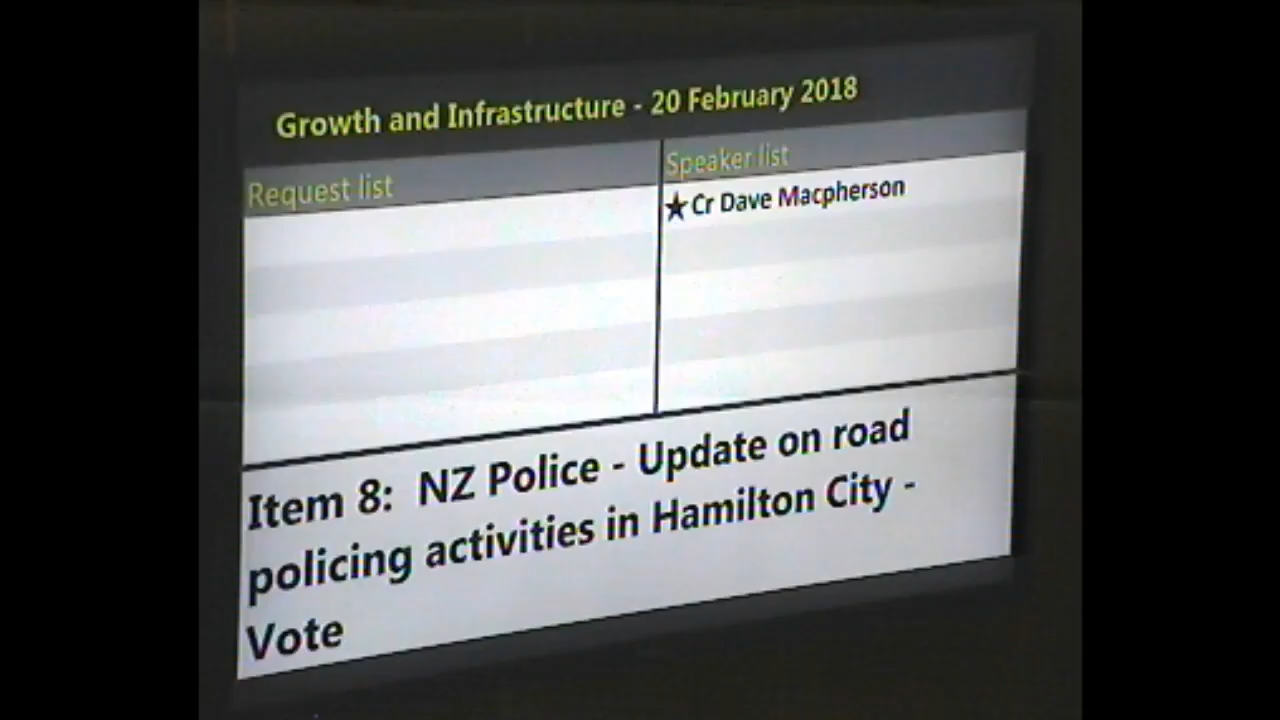 Growth and Infrastructure - 20 February 2018
Request list
Speaker list
★Cr Dave Macpherson
Item 8: NZ Police - Update on road
policing activities in Hamilton City -
Vote